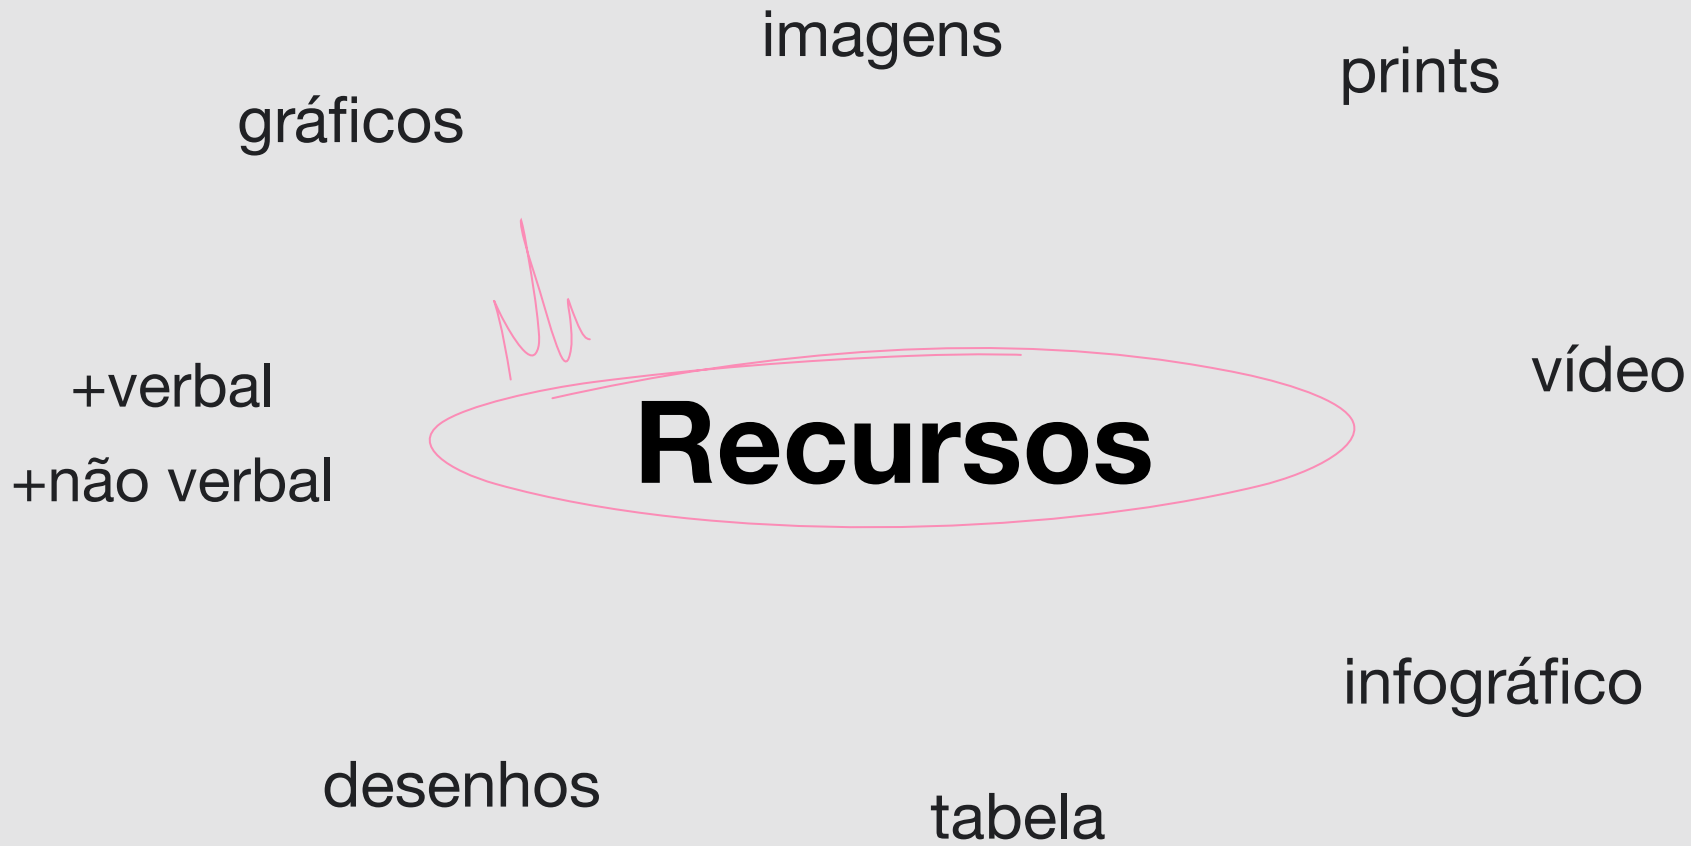 imagens
prints
gráficos
vídeo
+verbal
Recursos
+não verbal
infográfico
desenhos
tabela